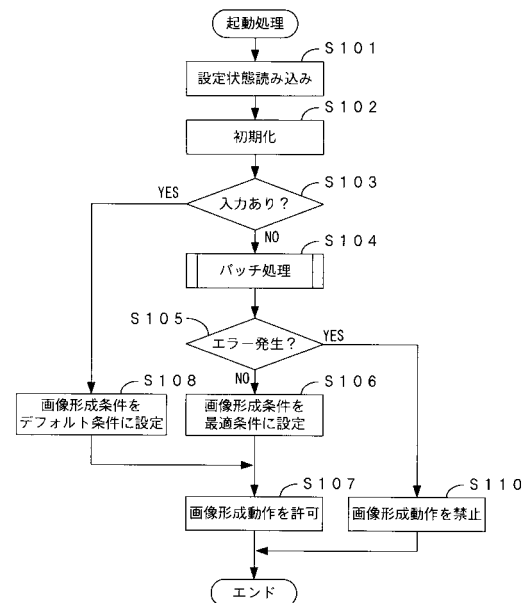 起動処理
S101
設定状態読み込み
S102
初期化
S103
YES
入力あり？
NO
S104
パッチ処理
S105
エラー発生？
YES
NO
S108
S106
画像形成条件を
デフォルト条件に設定
画像形成条件を
最適条件に設定
S107
S110
画像形成動作を許可
画像形成動作を禁止
エンド